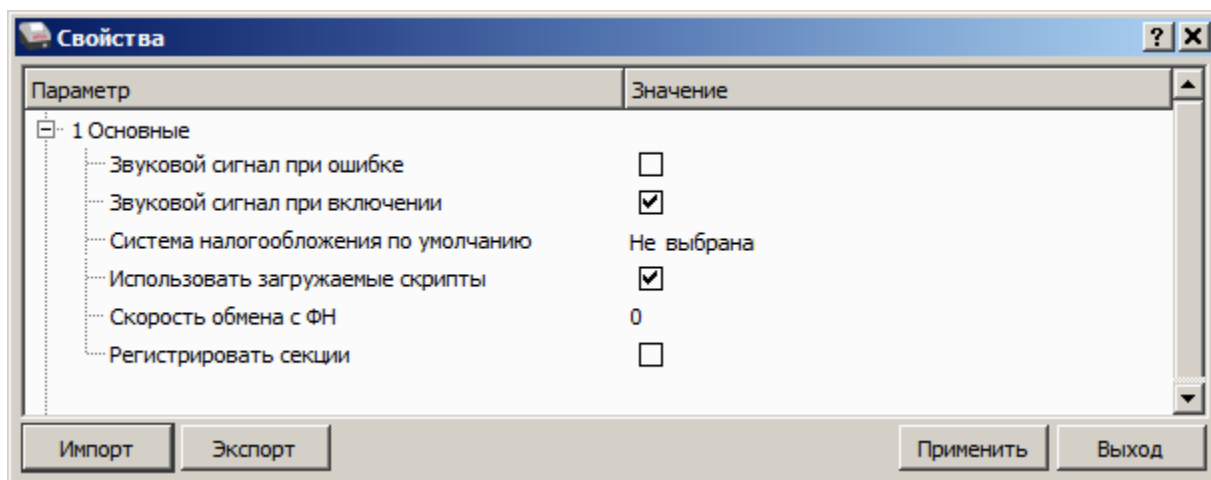 Свойства
Параметр Значение
1 Основные
Звуковой сигнал при ошибке
Звуковой сигнал при включении
Система налогообложения по умолчанию Не выбрана
Использовать загружаемые скрипты
Скорость обмена с ФН 0
Регистрировать секции
Импорт Экспорт Применить Выход